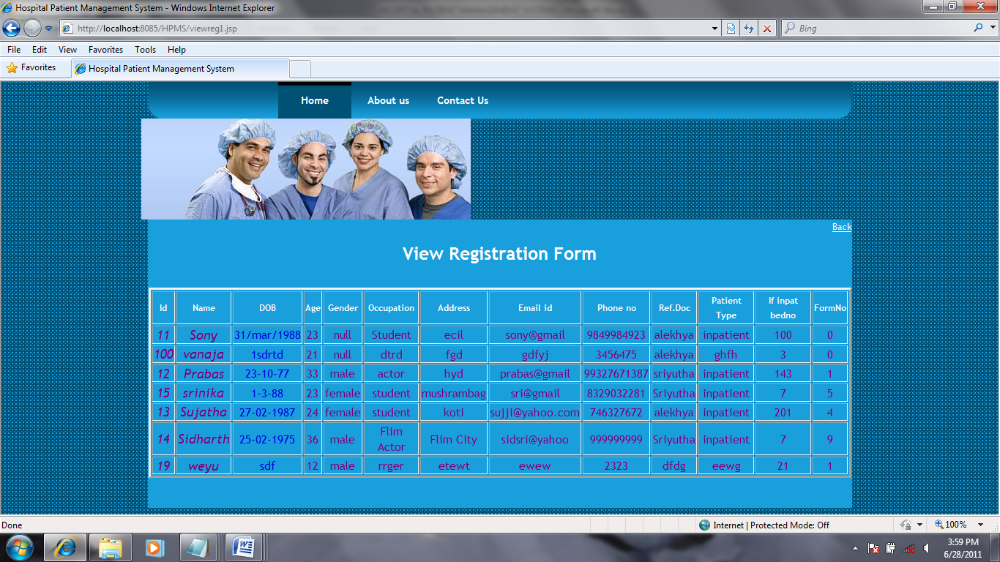 Hospital Patient Management System - Windows Internet Explorer
http://localhost:8085/HPMS/viewreg1.jsp
Bing
File Edit View Favorites Tools Help
Favorites
Hospital Patient Management System
Home About us Contact Us
Back
View Registration Form
Id Name DOB Age Gender Occupation Address Email id Phone no Ref.Doc Patient Type If inpat bedno FormNo
11 Sony 31/mar/1988 23 null Student ecil sony@gmail 9849984923 alekhya inpatient 100 0
100 vanaja 1sdrtd 21 null dtrd fgd gdfyj 3456475 alekhya ghfh 3 0
12 Prabas 23-10-77 33 male actor hyd prabas@gmail 99327671387 sriyutha inpatient 143 1
15 srinika 1-3-88 23 female student mushrambag sri@gmail 8329032281 Sriyutha inpatient 7 5
13 Sujatha 27-02-1987 24 female student koti sujji@yahoo.com 746327672 alekhya inpatient 201 4
14 Sidharth 25-02-1975 36 male Flim Actor Flim City sidsri@yahoo 999999999 Sriyutha inpatient 7 9
19 weyu sdf 12 male rrger etewt ewew 2323 dfdg eewg 21 1
Done
Internet | Protected Mode: Off
100%
3:59 PM
6/28/2011